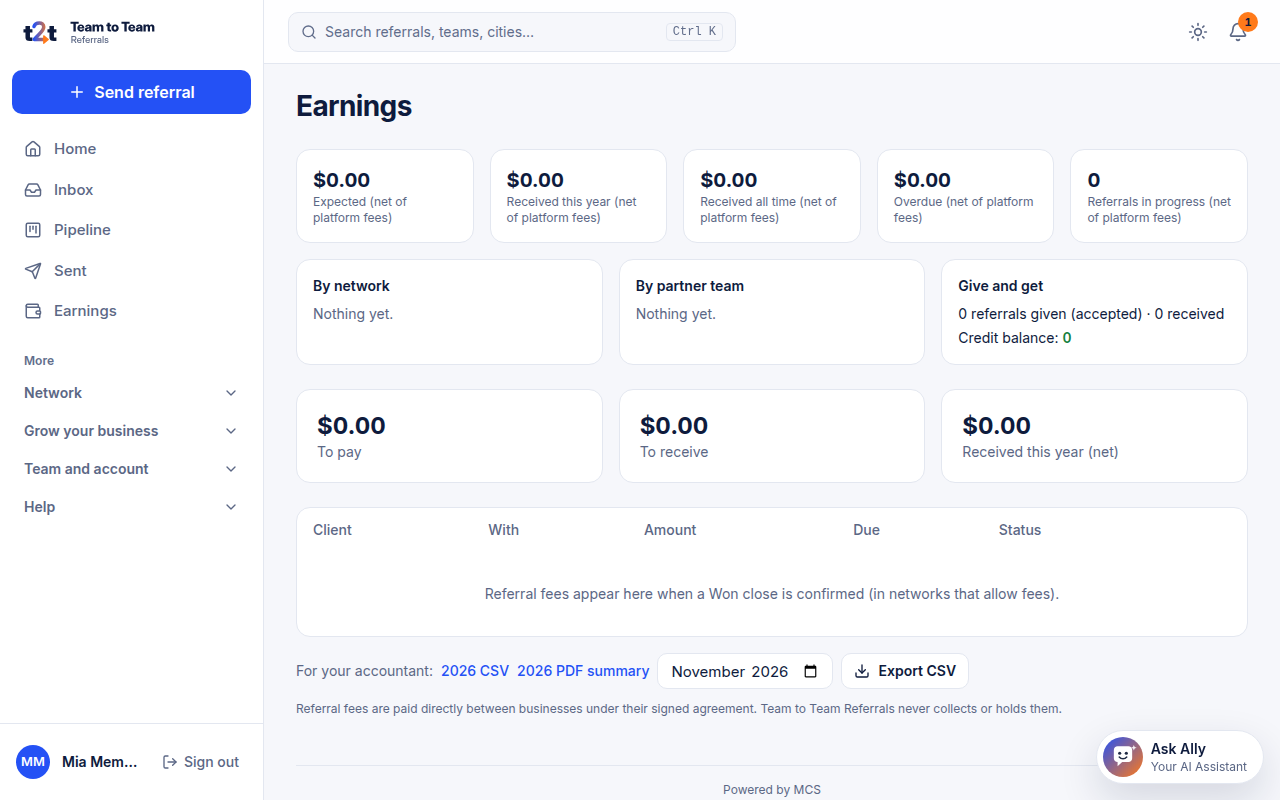 t2t
Team to Team
Referrals
Search referrals, teams, cities...
Ctrl K
1
Send referral
Home
Inbox
Pipeline
Sent
Earnings
More
Network
Grow your business
Team and account
Help
MM
Mia Mem...
Sign out
Earnings
$0.00
Expected (net of
platform fees)
$0.00
Received this year (net
of platform fees)
$0.00
Received all time (net of
platform fees)
$0.00
Overdue (net of platform
fees)
0
Referrals in progress (net
of platform fees)
By network
Nothing yet.
By partner team
Nothing yet.
Give and get
0 referrals given (accepted) · 0 received
Credit balance: 0
$0.00
To pay
$0.00
To receive
$0.00
Received this year (net)
Client With Amount Due Status
Referral fees appear here when a Won close is confirmed (in networks that allow fees).
For your accountant: 2026 CSV 2026 PDF summary November 2026 Export CSV
Referral fees are paid directly between businesses under their signed agreement. Team to Team Referrals never collects or holds them.
Ask Ally
Your AI Assistant
Powered by MCS